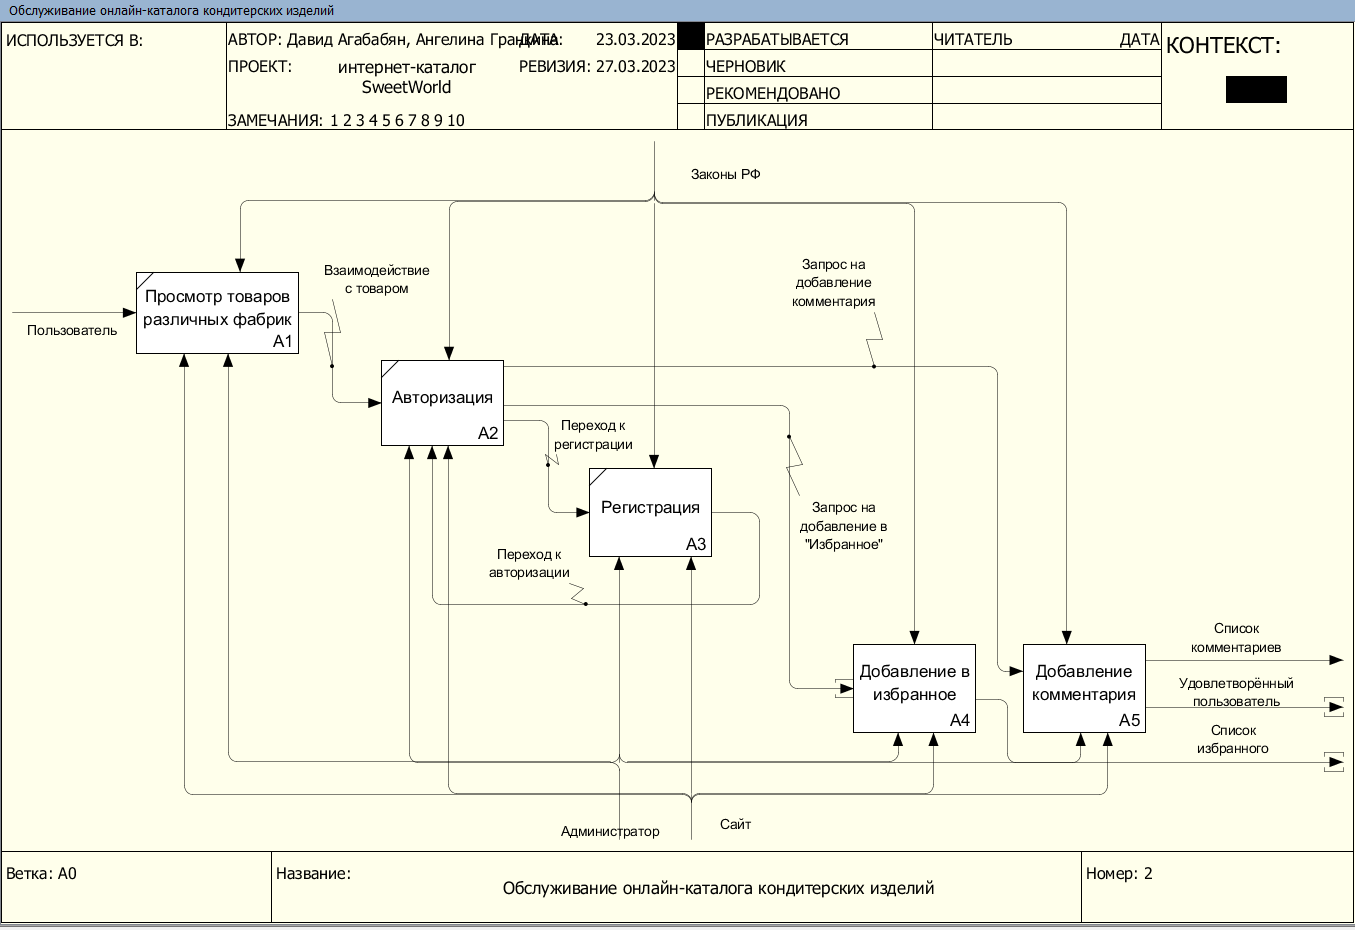 Обслуживание онлайн-каталога кондитерских изделий
ИСПОЛЬЗУЕТСЯ В:
АВТОР: Давид Агабабян, Ангелина Гранкина
ДАТА: 23.03.2023
РАЗРАБАТЫВАЕТСЯ
ЧИТАТЕЛЬ
ДАТА
КОНТЕКСТ:
ПРОЕКТ: интернет-каталог
SweetWorld
РЕВИЗИЯ: 27.03.2023
ЧЕРНОВИК
РЕКОМЕНДОВАНО
ЗАМЕЧАНИЯ: 1 2 3 4 5 6 7 8 9 10
ПУБЛИКАЦИЯ
Законы РФ
Взаимодействие
с товаром
Запрос на
добавление
комментария
Просмотр товаров
различных фабрик
A1
Пользователь
Авторизация
A2
Переход к
регистрации
Регистрация
A3
Запрос на
добавление в
"Избранное"
Переход к
авторизации
Добавление в
избранное
A4
Добавление
комментария
A5
Список
комментариев
Удовлетворённый
пользователь
Список
избранного
Администратор
Сайт
Ветка: A0
Название:
Обслуживание онлайн-каталога кондитерских изделий
Номер: 2